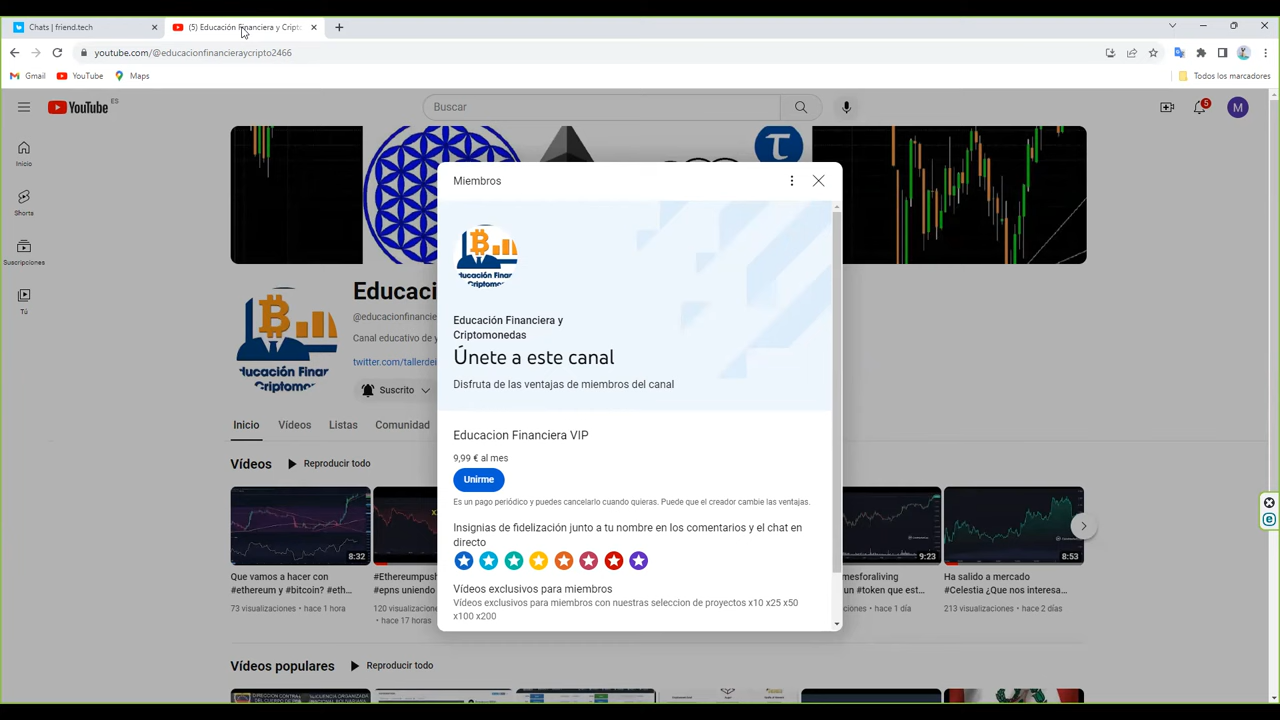 Chats | friend.tech
(5) Educación Financiera y Cripto
youtube.com/@educacionfinancieraycripto2466
Gmail
YouTube
Maps
Todos los marcadores
YouTube ES
Buscar
5
M
Inicio
Shorts
Suscripciones
Tú
Miembros
ducación Finan
Criptomone
Educación Financiera y
Criptomonedas
Únete a este canal
Disfruta de las ventajas de miembros del canal
Educacion Financiera VIP
9,99 € al mes
Unirme
Es un pago periódico y puedes cancelarlo cuando quieras. Puede que el creador cambie las ventajas.
Insignias de fidelización junto a tu nombre en los comentarios y el chat en
directo
Vídeos exclusivos para miembros
Vídeos exclusivos para miembros con nuestras seleccion de proyectos x10 x25 x50
x100 x200
Educaci
@educacionfinancie
Canal educativo de y
twitter.com/tallerdei
Suscrito
Inicio
Vídeos
Listas
Comunidad
Vídeos
Reproducir todo
8:32
9:23
8:53
Que vamos a hacer con
#ethereum y #bitcoin? #eth...
73 visualizaciones • hace 1 hora
#Ethereumpush
#epns uniendo
120 visualizacione
• hace 17 horas
mesforaliving
un #token que est...
• hace 1 día
Ha salido a mercado
#Celestia ¿Que nos interesa...
213 visualizaciones • hace 2 días
Vídeos populares
Reproducir todo